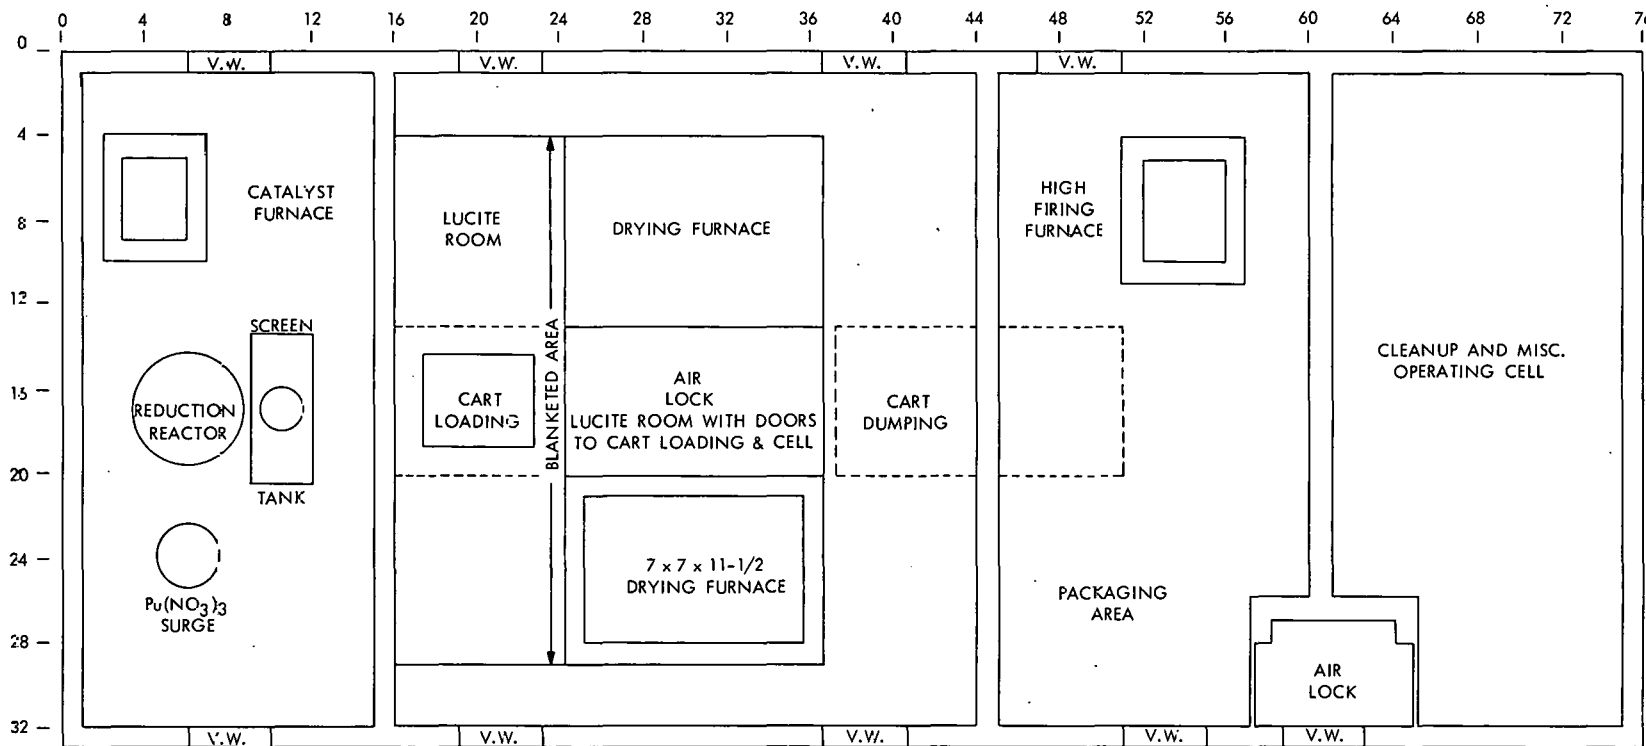 0 4 8 12 16 20 24 28 32 36 40 44 48 52 56 60 64 68 72 76
0
V.W. V.W. V.W. V.W.
4
8
12
15
20
24
28
32
CATALYST
FURNACE
SCREEN
REDUCTION
REACTOR
TANK
Pu(NO3)3
SURGE
LUCITE
ROOM
CART
LOADING
BLANKETED AREA
DRYING FURNACE
AIR
LOCK
LUCITE ROOM WITH DOORS
TO CART LOADING & CELL
7 x 7 x 11-1/2
DRYING FURNACE
CART
DUMPING
HIGH
FIRING
FURNACE
PACKAGING
AREA
AIR
LOCK
CLEANUP AND MISC.
OPERATING CELL
V.W. V.W. V.W. V.W. V.W.